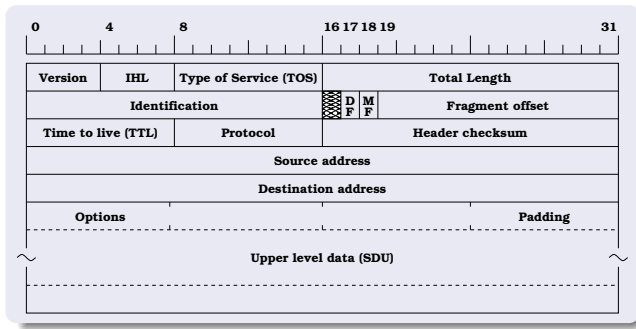 0 4 8 16 17 18 19 31
Version IHL Type of Service (TOS) Total Length
Identification D F M F Fragment offset
Time to live (TTL) Protocol Header checksum
Source address
Destination address
Options Padding
Upper level data (SDU)